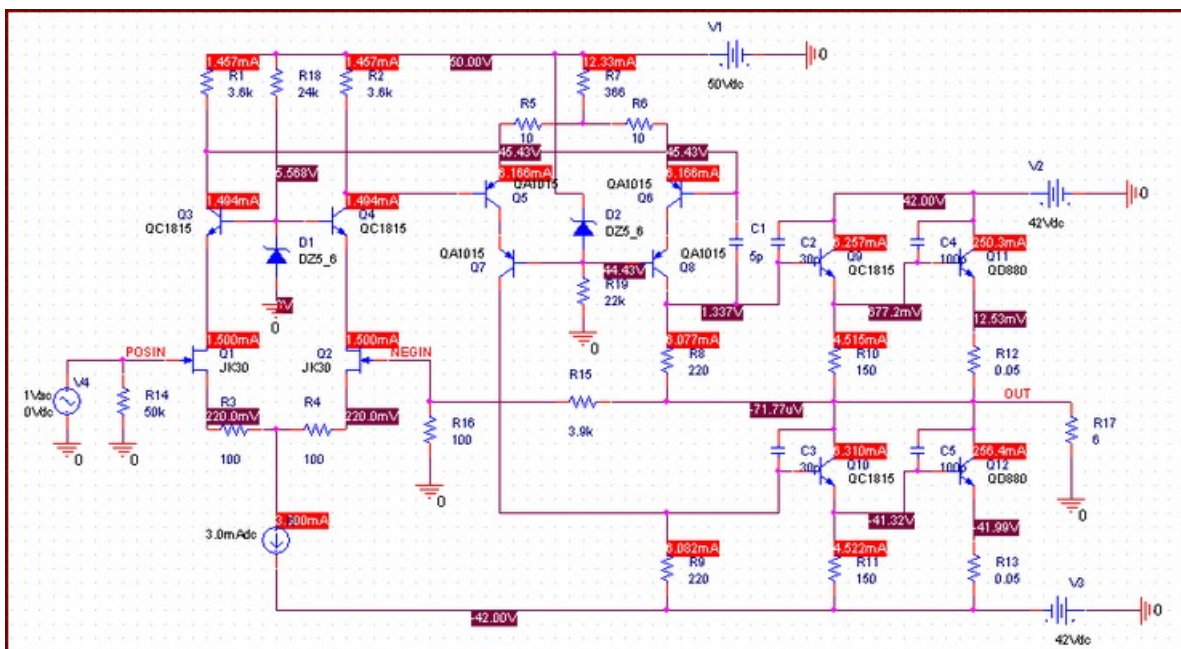 V1
1.457mA
R1
3.6k
R18
24k
1.457mA
R2
3.6k
50.00V
12.33mA
R7
366
50Vdc
0
R5
10
R6
10
45.43V
45.43V
5.568V
6.166mA
QA1015
Q5
QA1015
6.166mA
Q6
V2
42Vdc
0
Q3
1.494mA
QC1815
1.494mA
Q4
QC1815
D1
DZ5_6
0
D2
DZ5_6
QA1015
Q7
QA1015
Q8
44.43V
R19
22k
0
C1
5p
C2
30p
42.00V
6.257mA
Q9
QC1815
C4
100p
250.3mA
Q11
QD880
1.337V
677.2mV
12.53mV
POSIN
1.500mA
Q1
JK30
1.500mA
Q2
JK30
NEGIN
V4
1Vac
0Vdc
0
R14
50k
0
R3
100
220.0mV
R4
100
220.0mV
R16
100
0
R15
3.9k
6.077mA
R8
220
4.515mA
R10
150
R12
0.05
OUT
-71.77uV
R17
6
0
C3
30p
6.310mA
Q10
QC1815
C5
256.4mA
Q12
QD880
3.0mAdc
-41.32V
-41.99V
6.082mA
R9
220
4.522mA
R11
150
R13
0.05
-42.00V
V3
42Vdc
0